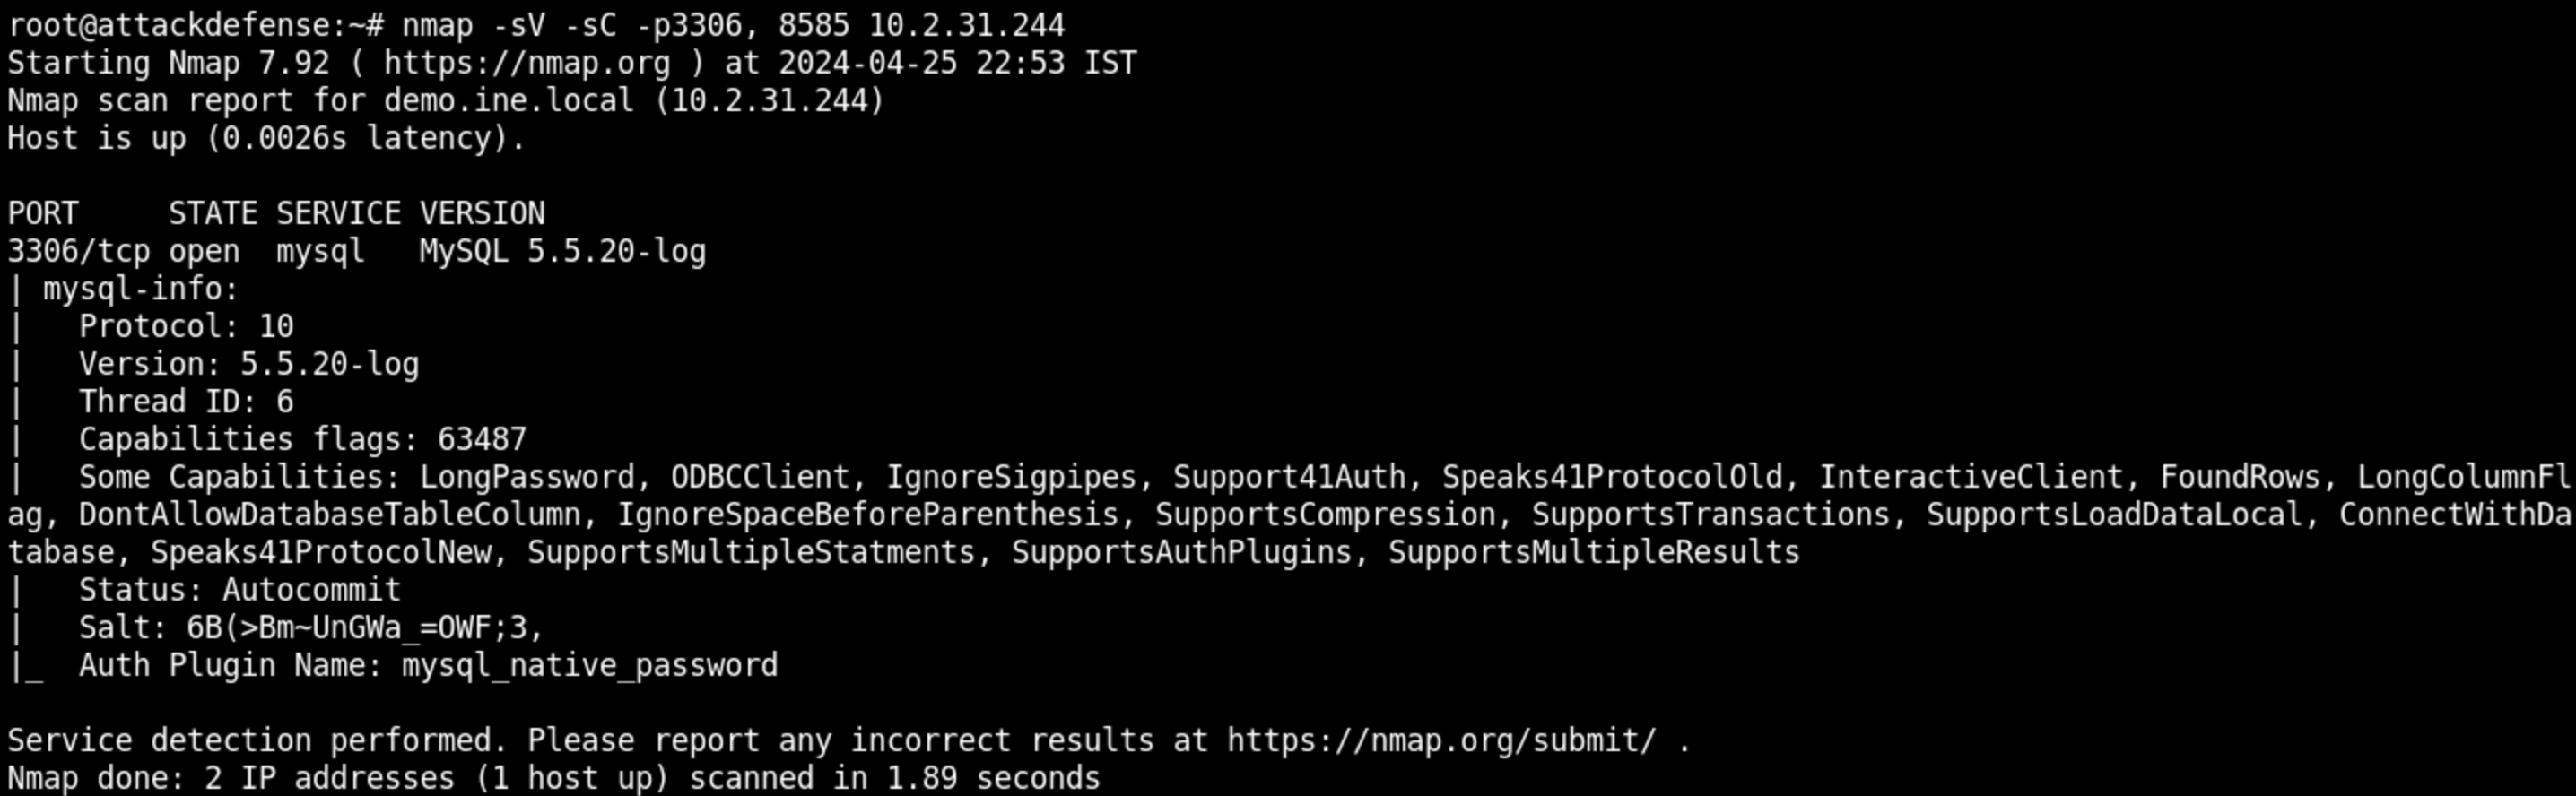 root@attackdefense:~# nmap -sV -sC -p3306, 8585 10.2.31.244
Starting Nmap 7.92 ( https://nmap.org ) at 2024-04-25 22:53 IST
Nmap scan report for demo.ine.local (10.2.31.244)
Host is up (0.0026s latency).
PORT     STATE SERVICE VERSION
3306/tcp open  mysql   MySQL 5.5.20-log
| mysql-info:
|   Protocol: 10
|   Version: 5.5.20-log
|   Thread ID: 6
|   Capabilities flags: 63487
|   Some Capabilities: LongPassword, ODBCClient, IgnoreSigpipes, Support41Auth, Speaks41ProtocolOld, InteractiveClient, FoundRows, LongColumnFl
ag, DontAllowDatabaseTableColumn, IgnoreSpaceBeforeParenthesis, SupportsCompression, SupportsTransactions, SupportsLoadDataLocal, ConnectWithDa
tabase, Speaks41ProtocolNew, SupportsMultipleStatments, SupportsAuthPlugins, SupportsMultipleResults
|   Status: Autocommit
|   Salt: 6B(>Bm~UnGWa_=OWF;3,
|_  Auth Plugin Name: mysql_native_password
Service detection performed. Please report any incorrect results at https://nmap.org/submit/ .
Nmap done: 2 IP addresses (1 host up) scanned in 1.89 seconds